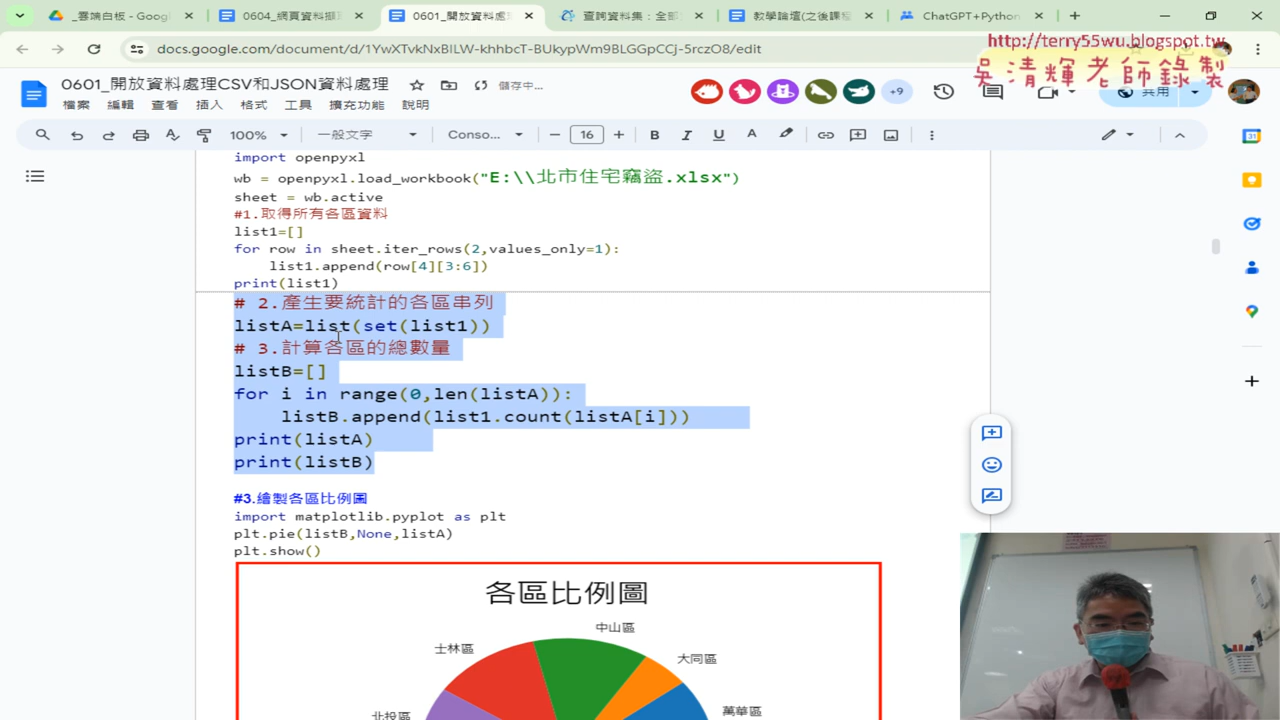 _雲端白板 - Googl
0604_網頁資料擷
0601_開放資料處
查詢資料集：全部
教學論壇(之後課程
ChatGPT+Python
docs.google.com/document/d/1YwXTvkNxBILW-khhbcT-BUkypWm9BLGGpCCj-5rczO8/edit
http://terry55wu.blogspot.tw
吳清輝老師錄製
0601_開放資料處理CSV和JSON資料處理
儲存中...
檔案 編輯 查看 插入 格式 工具 擴充功能 說明
+9
共用
100%
一般文字
Conso...
16
B I U A
31
import openpyxl
wb = openpyxl.load_workbook("E:\\北市住宅竊盜.xlsx")
sheet = wb.active
#1.取得所有各區資料
list1=[]
for row in sheet.iter_rows(2,values_only=1):
list1.append(row[4][3:6])
print(list1)
# 2.產生要統計的各區串列
listA=list(set(list1))
# 3.計算各區的總數量
listB=[]
for i in range(0,len(listA)):
listB.append(list1.count(listA[i]))
print(listA)
print(listB)
#3.繪製各區比例圖
import matplotlib.pyplot as plt
plt.pie(listB,None,listA)
plt.show()
各區比例圖
中山區
士林區
大同區
北投區
萬華區